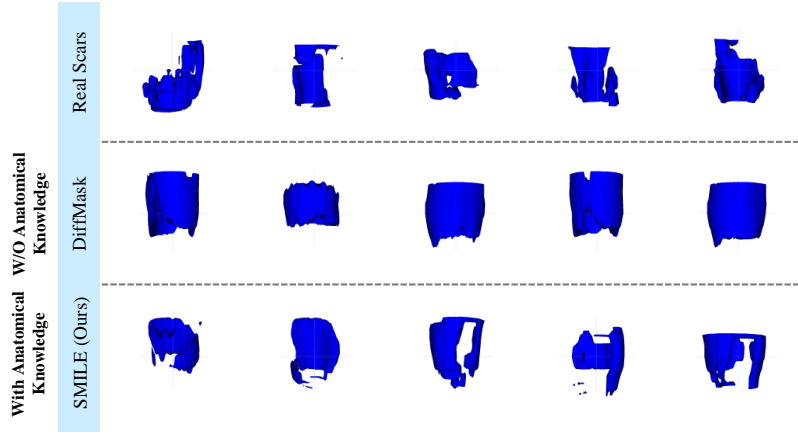 Real Scars
W/O Anatomical
Knowledge
DiffMask
With Anatomical
Knowledge
SMILE (Ours)